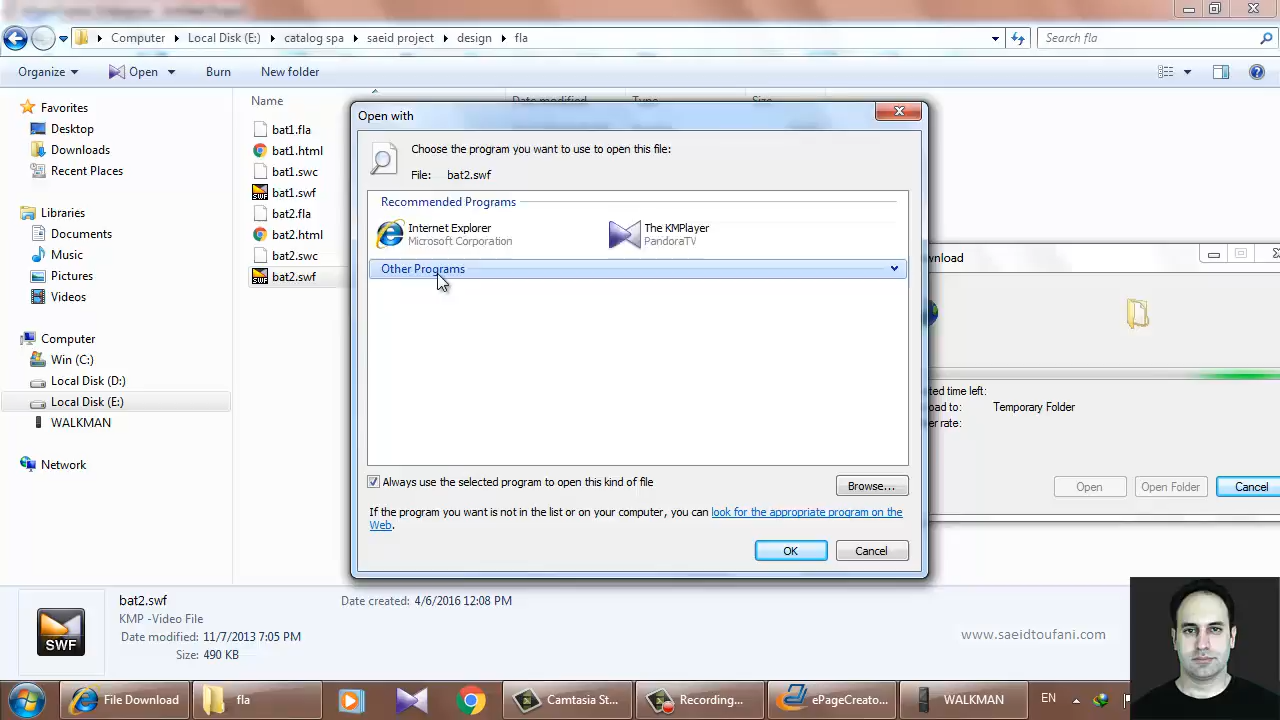 Computer
Local Disk (E:)
catalog spa
saeid project
design
fla
Search fla
Organize
Open
Burn
New folder
Favorites
Desktop
Downloads
Recent Places
Libraries
Documents
Music
Pictures
Videos
Computer
Win (C:)
Local Disk (D:)
Local Disk (E:)
WALKMAN
Network
Name
Date modified
Type
Size
bat1.fla
bat1.html
bat1.swc
SWF bat1.swf
bat2.fla
bat2.html
bat2.swc
SWF bat2.swf
Open with
Choose the program you want to use to open this file:
File: bat2.swf
Recommended Programs
Internet Explorer
Microsoft Corporation
The KMPlayer
PandoraTV
Other Programs
Always use the selected program to open this kind of file
Browse...
If the program you want is not in the list or on your computer, you can look for the appropriate program on the
Web.
OK
Cancel
Temporary Folder
Open
Open Folder
Cancel
SWF
bat2.swf
KMP -Video File
Date modified: 11/7/2013 7:05 PM
Size: 490 KB
Date created: 4/6/2016 12:08 PM
www.saeidtoufani.com
File Download
fla
Camtasia St...
Recording...
ePageCreato...
WALKMAN
EN